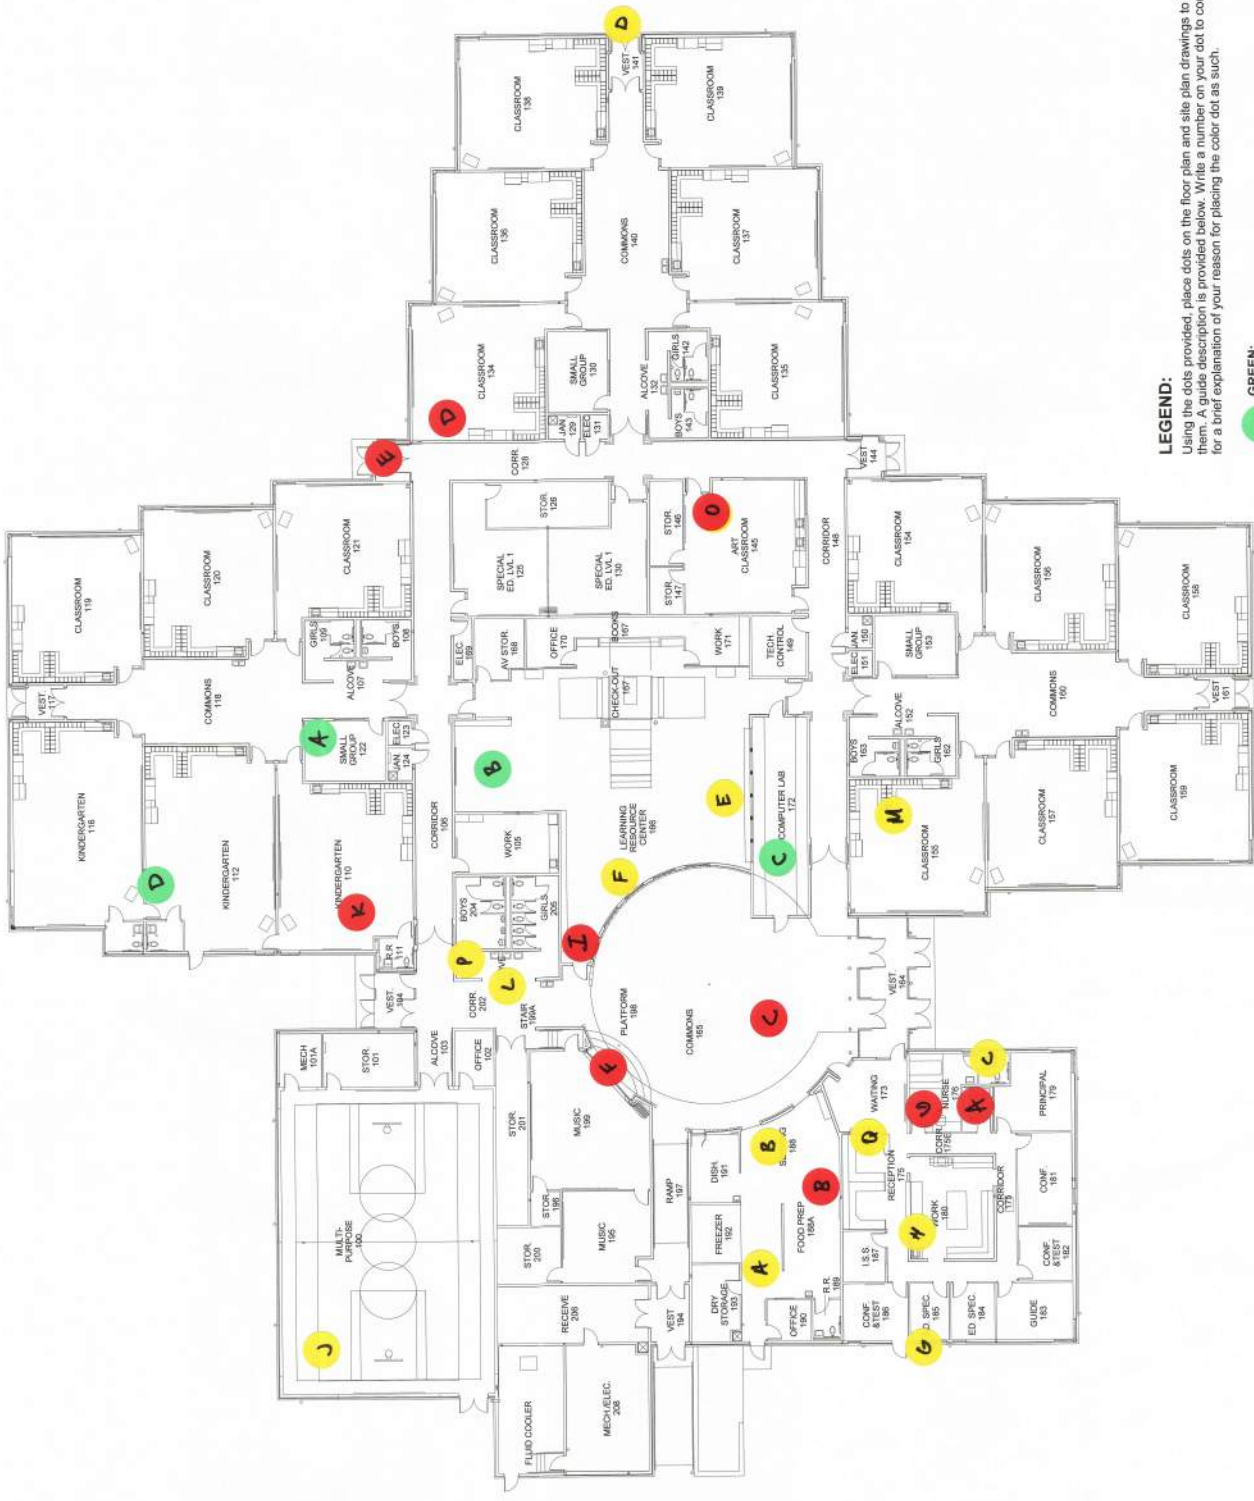 KINDERGARTEN
116
VEST.
117
CLASSROOM
119
D
KINDERGARTEN
112
COMMONS
118
CLASSROOM
120
K
KINDERGARTEN
110
R.R.
111
A
SMALL
GROUP
122
ALCOVE
107
GIRLS
109
BOYS
108
CLASSROOM
121
JAN
124
ELEC
123
VEST.
104
E
J
MULTI-
PURPOSE
100
MECH
101A
STOR.
101
ALCOVE
103
OFFICE
102
CORR.
202
CORRIDOR
106
D
CLASSROOM
134
CLASSROOM
136
CLASSROOM
138
P
L
BOYS
204
GIRLS
205
WORK
105
B
ELEC
169
AV STOR.
168
SPECIAL
ED. LVL 1
125
STOR.
126
CORR.
128
JAN
129
ELEC
131
SMALL
GROUP
130
FLUID COOLER
RECEIVE
206
STOR.
200
STOR.
196
STOR.
201
STAIR
199A
I
OFFICE
170
SPECIAL
ED. LVL 1
130
MECH./ELEC.
208
MUSIC
195
MUSIC
199
PLATFORM
198
F
LEARNING
RESOURCE
CENTER
166
CHECK-OUT
167
BOOKS
167
COMMONS
140
VEST
141
D
VEST
194
RAMP
197
STOR.
147
STOR.
146
ALCOVE
132
BOYS
143
GIRLS
142
DRY
STORAGE
193
FREEZER
192
DISH.
191
COMMONS
165
C
E
WORK
171
ART
CLASSROOM
145
O
CLASSROOM
135
CLASSROOM
137
CLASSROOM
139
A
B
OFFICE
190
FOOD PREP
188A
B
R.R.
189
C
COMPUTER LAB
172
TECH.
CONTROL
149
CORRIDOR
148
VEST
144
CONF.
&TEST
186
I.S.S.
187
RECEPTION
175
Q
WAITING
173
VEST.
164
BOYS
163
ALCOVE
152
ELEC
151
JAN.
150
CLASSROOM
154
G
185
H
WORK
180
CORR.
175E
NURSE
176
A
C
M
CLASSROOM
155
GIRLS
162
SMALL
GROUP
153
ED. SPEC.
184
CORRIDOR
175
GUIDE
183
CONF.
&TEST
182
CONF.
181
PRINCIPAL
179
CLASSROOM
157
COMMONS
160
CLASSROOM
156
CLASSROOM
159
VEST
161
CLASSROOM
158
LEGEND:
Using the dots provided, place dots on the floor plan and site plan drawings to
them. A guide description is provided below. Write a number on your dot to
for a brief explanation of your reason for placing the color dot as such.
GREEN: